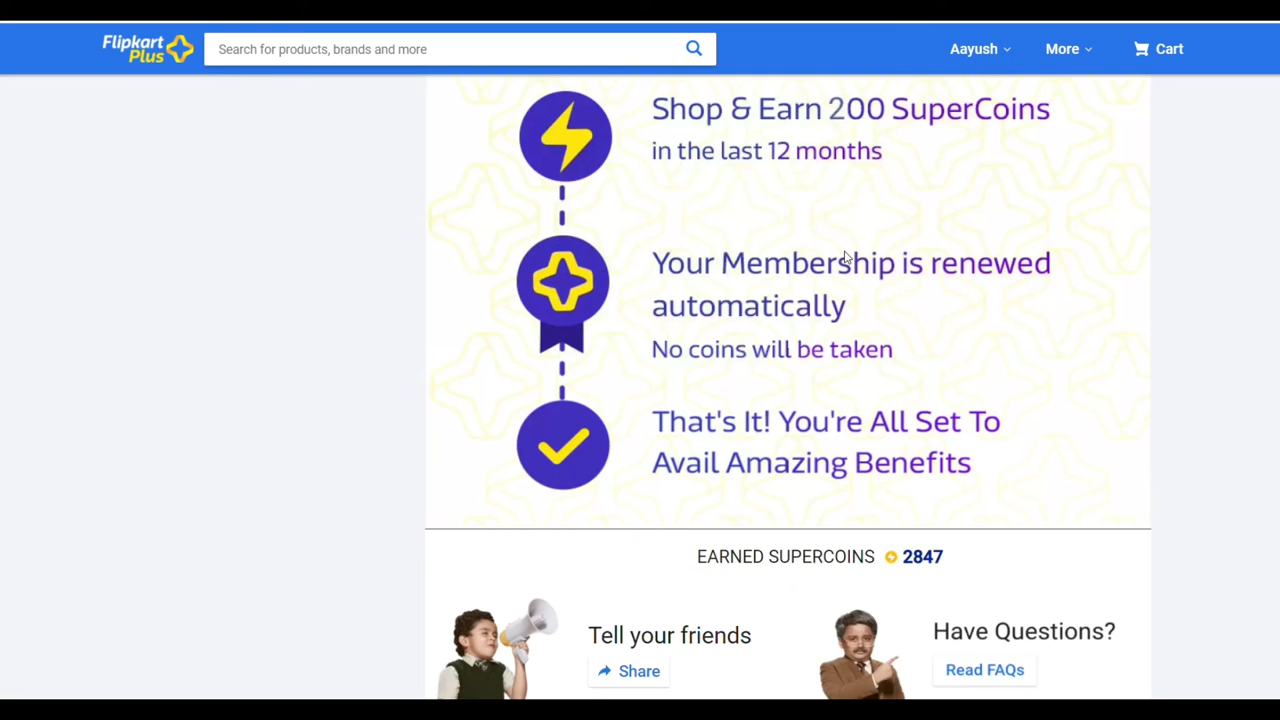 Flipkart
Plus
Search for products, brands and more
Aayush
More
Cart
Shop & Earn 200 SuperCoins
in the last 12 months
Your Membership is renewed
automatically
No coins will be taken
That's It! You're All Set To
Avail Amazing Benefits
EARNED SUPERCOINS 2847
Tell your friends
Share
Have Questions?
Read FAQs